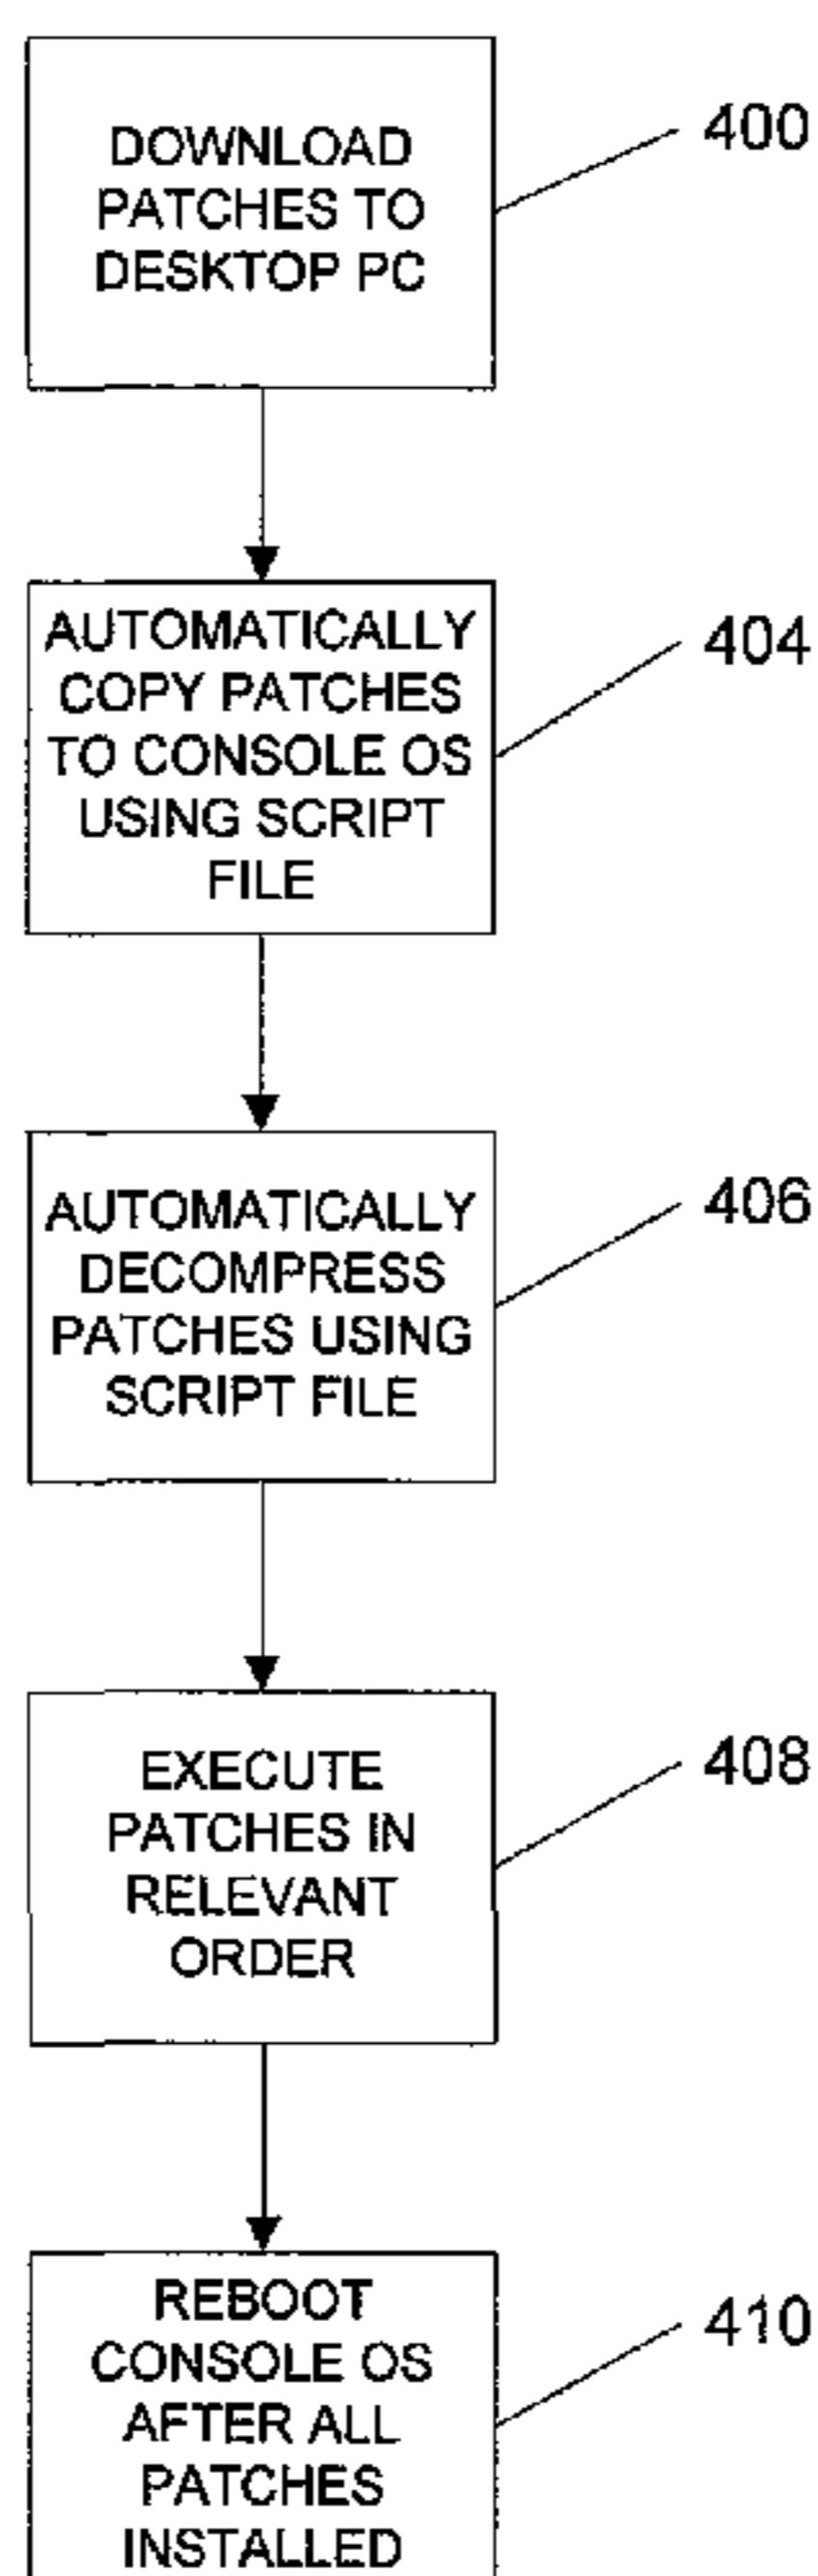 DOWNLOAD
PATCHES TO
DESKTOP PC
400
AUTOMATICALLY
COPY PATCHES
TO CONSOLE OS
USING SCRIPT
FILE
404
AUTOMATICALLY
DECOMPRESS
PATCHES USING
SCRIPT FILE
406
EXECUTE
PATCHES IN
RELEVANT
ORDER
408
REBOOT
CONSOLE OS
AFTER ALL
PATCHES
INSTALLED
410